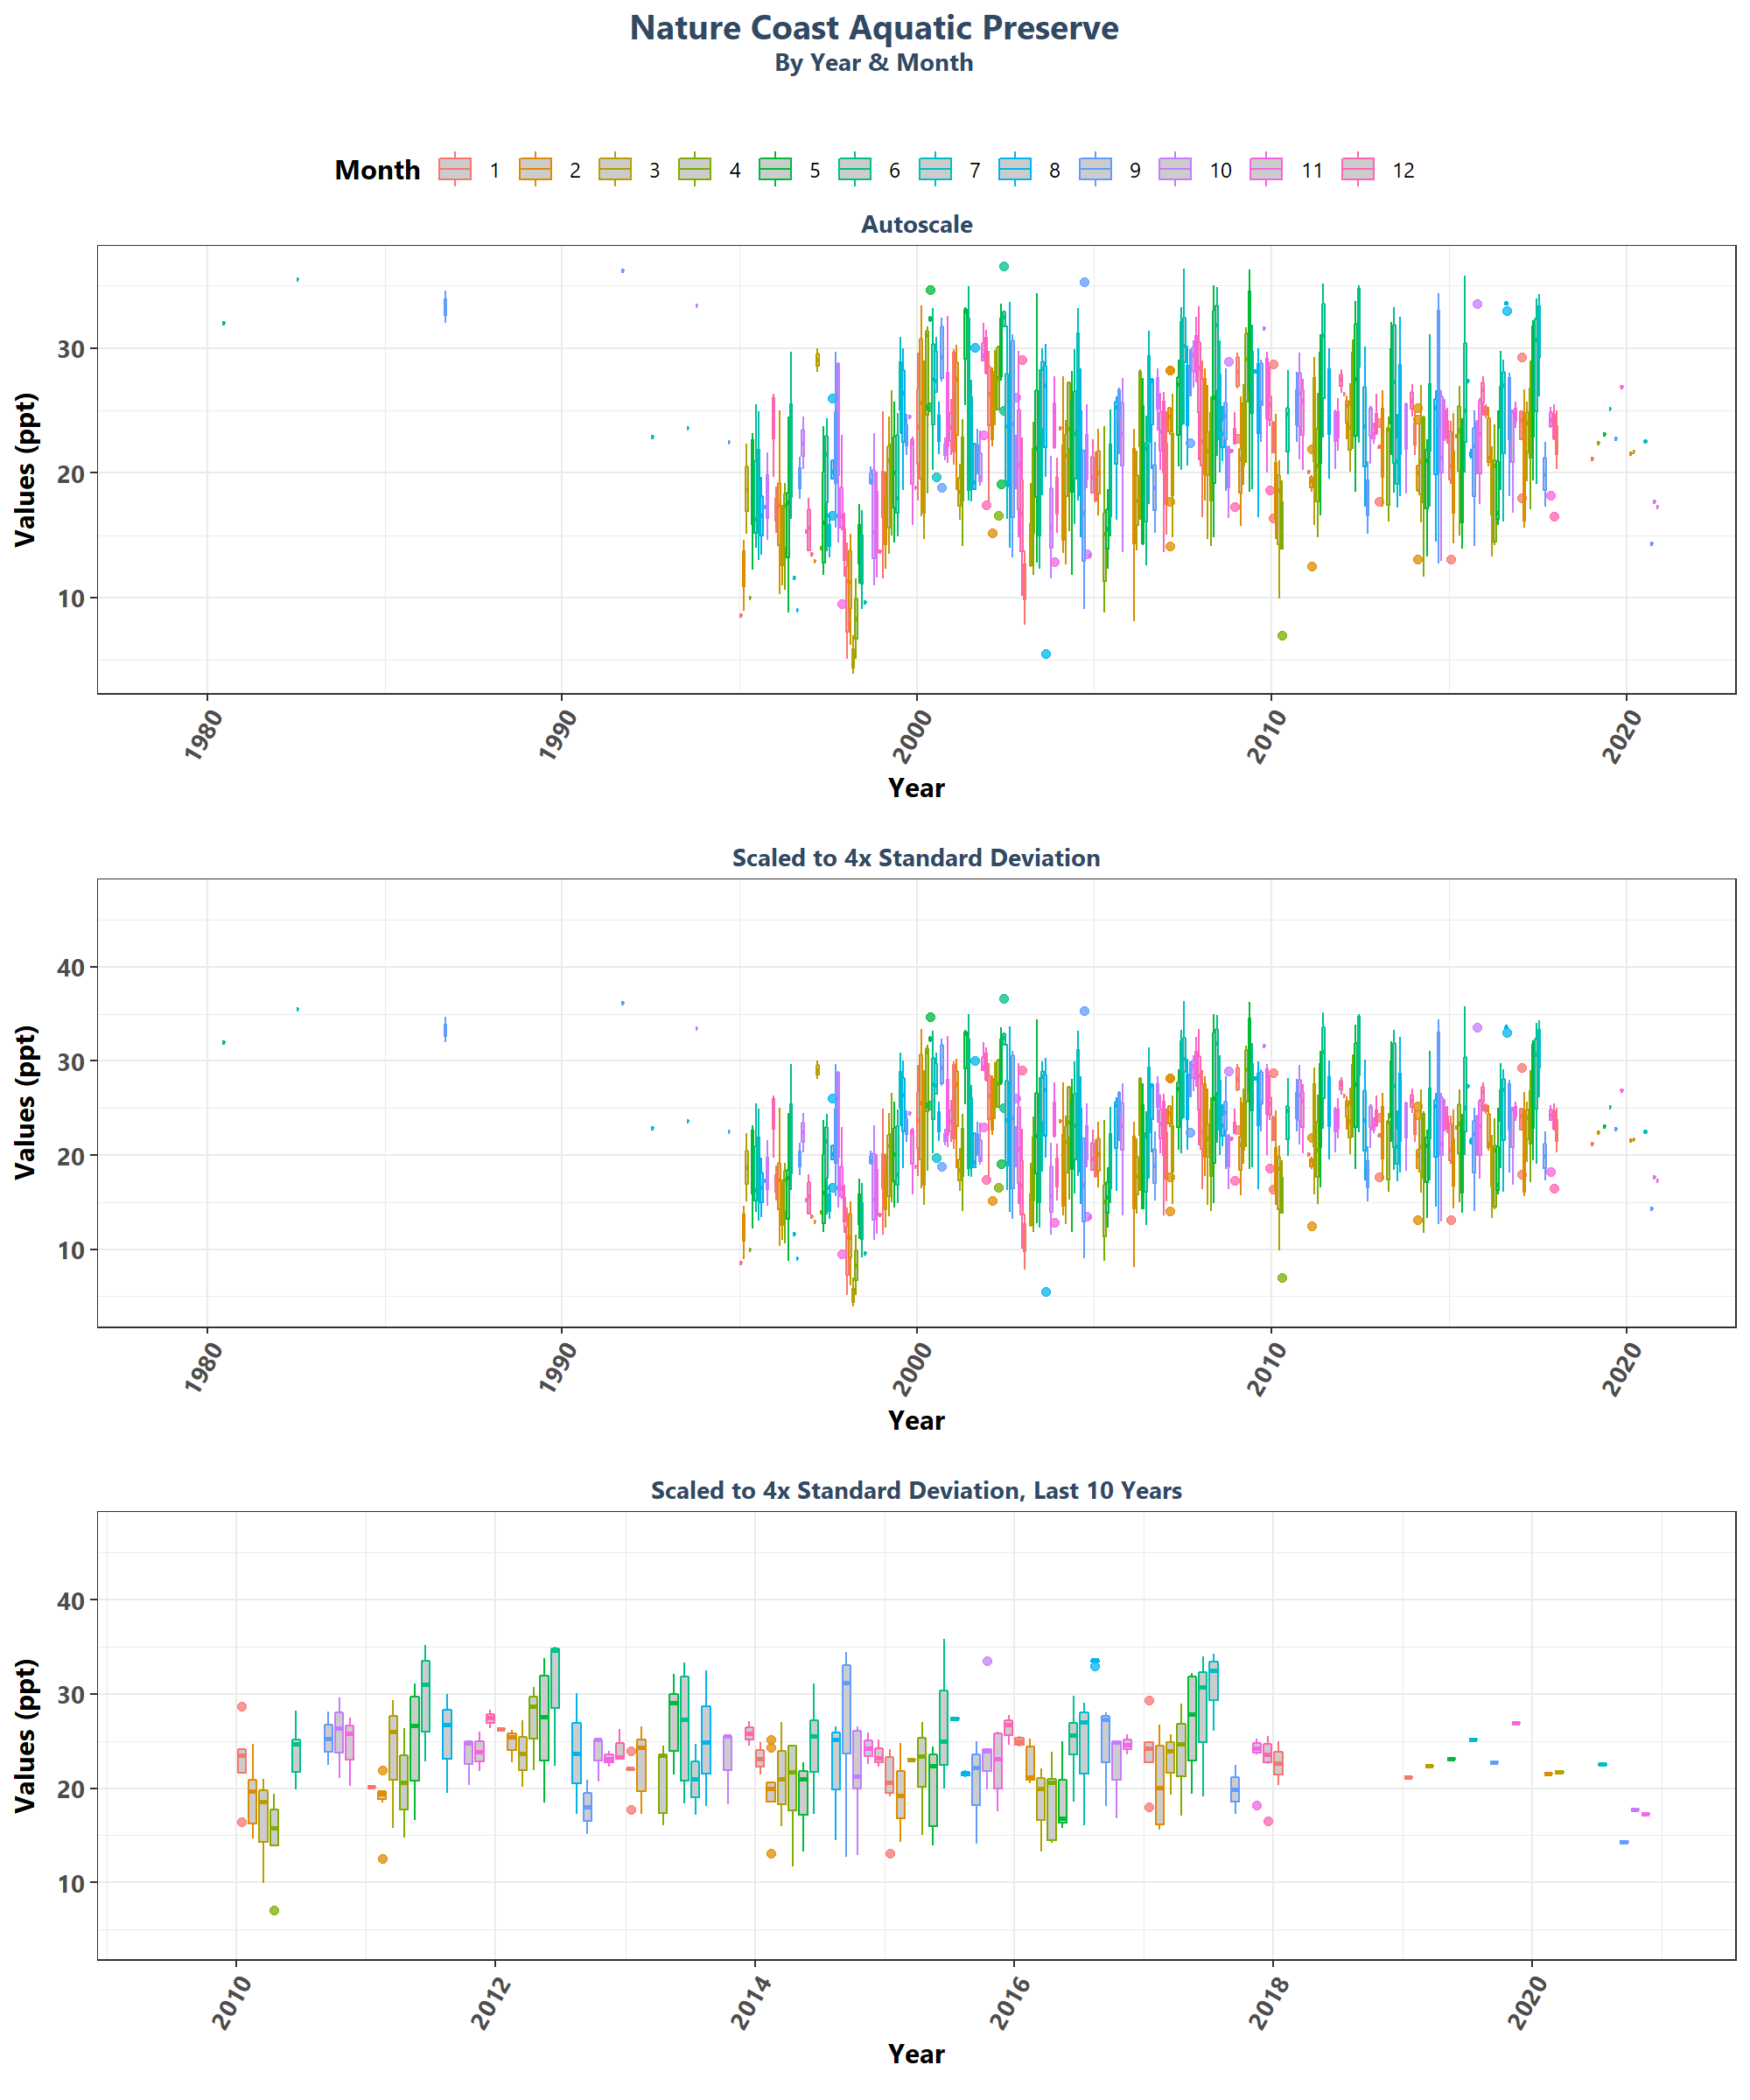 Nature Coast Aquatic Preserve
By Year & Month
Month 1 2 3 4 5 6 7 8 9 10 11 12
Autoscale
Values (ppt)
30
20
10
1980 1990 2000 2010 2020
Year
Scaled to 4x Standard Deviation
Values (ppt)
40
30
20
10
1980 1990 2000 2010 2020
Year
Scaled to 4x Standard Deviation, Last 10 Years
Values (ppt)
40
30
20
10
2010 2012 2014 2016 2018 2020
Year